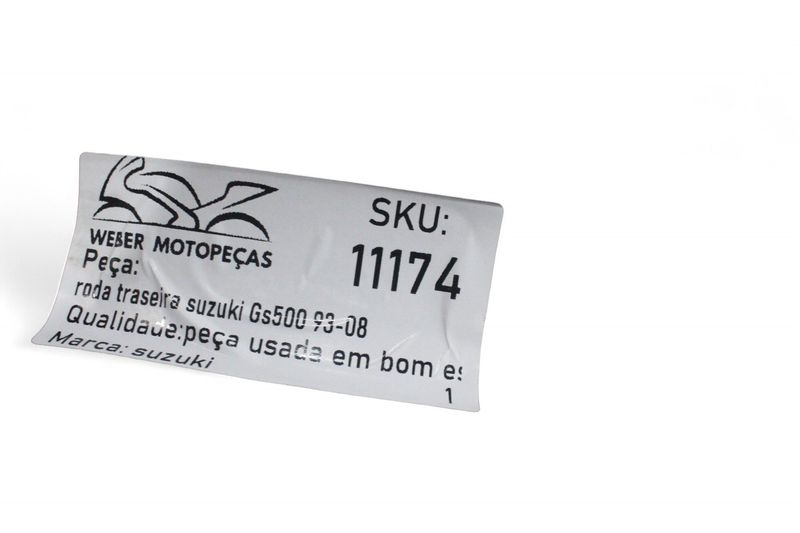 WEBER MOTOPEÇAS
SKU:
11174
Peça:
roda traseira suzuki Gs500 93-08
Qualidade:peça usada em bom es
Marca: suzuki
1